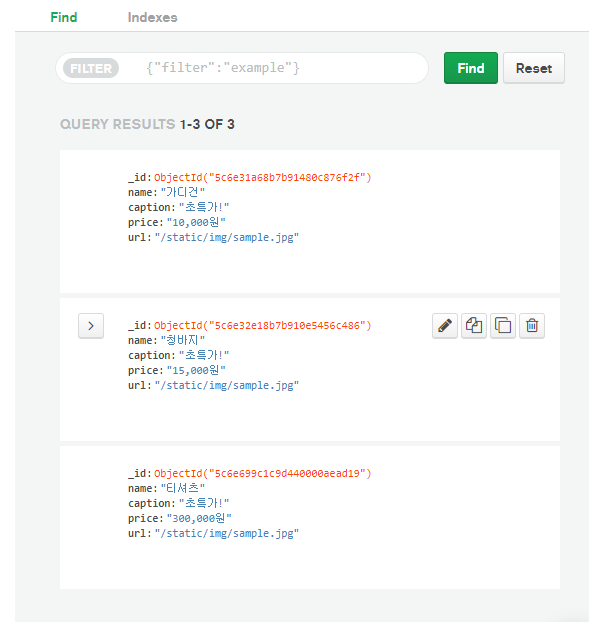 Find Indexes
FILTER {"filter":"example"} Find Reset
QUERY RESULTS 1-3 OF 3
_id:ObjectId("5c6e31a68b7b91480c876f2f")
name:"가디건"
caption:"초특가!"
price:"10,000원"
url:"/static/img/sample.jpg"
_id:ObjectId("5c6e32e18b7b910e5456c486")
name:"청바지"
caption:"초특가!"
price:"15,000원"
url:"/static/img/sample.jpg"
_id:ObjectId("5c6e699c1c9d440000aead19")
name:"티셔츠"
caption:"초특가!"
price:"300,000원"
url:"/static/img/sample.jpg"